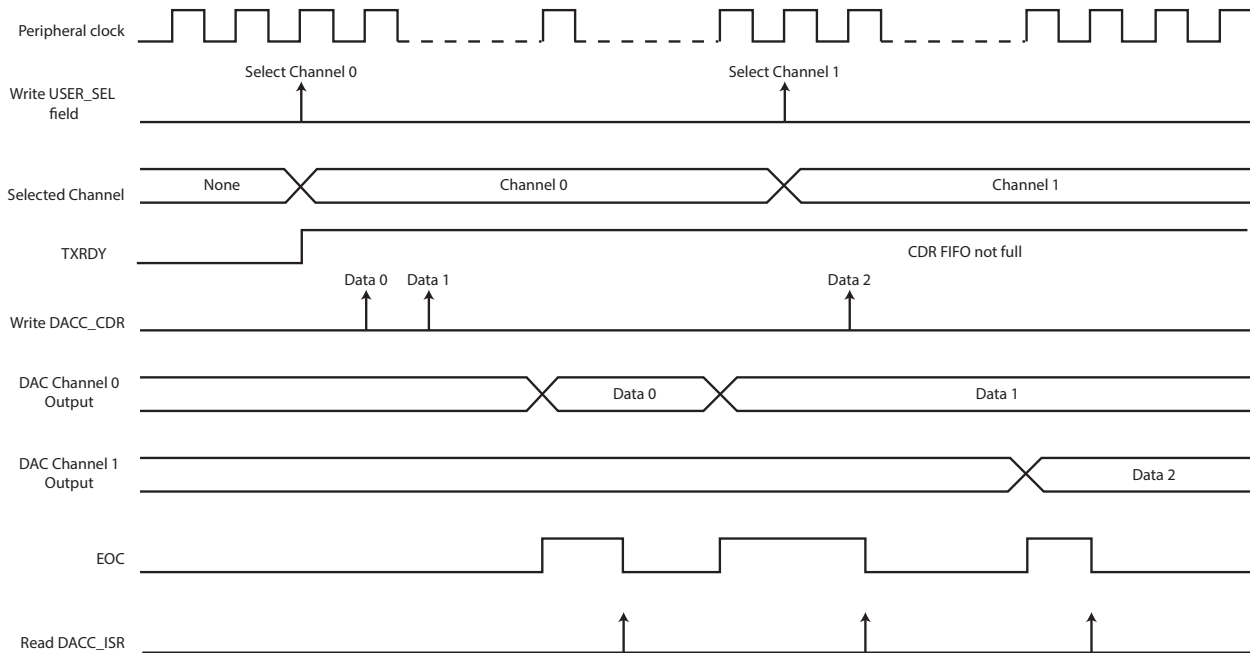 Peripheral clock
Select Channel 0
Select Channel 1
Write USER_SEL
field
Selected Channel
None
Channel 0
Channel 1
TXRDY
CDR FIFO not full
Data 0
Data 1
Data 2
Write DACC_CDR
DAC Channel 0
Output
Data 0
Data 1
DAC Channel 1
Output
Data 2
EOC
Read DACC_ISR